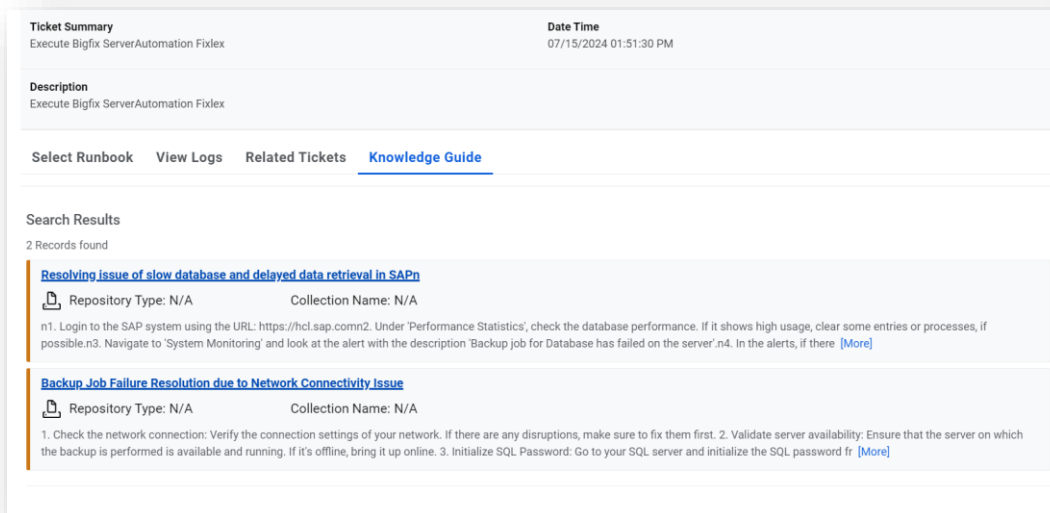 Ticket Summary
Date Time
Execute Bigfix ServerAutomation Fixlex
07/15/2024 01:51:30 PM
Description
Execute Bigfix ServerAutomation Fixlex
Select Runbook View Logs Related Tickets Knowledge Guide
Search Results
2 Records found
Resolving issue of slow database and delayed data retrieval in SAPn
Repository Type: N/A Collection Name: N/A
n1. Login to the SAP system using the URL: https://hcl.sap.comn2. Under 'Performance Statistics', check the database performance. If it shows high usage, clear some entries or processes, if
possible.n3. Navigate to 'System Monitoring' and look at the alert with the description 'Backup job for Database has failed on the server'.n4. In the alerts, if there [More]
Backup Job Failure Resolution due to Network Connectivity Issue
Repository Type: N/A Collection Name: N/A
1. Check the network connection: Verify the connection settings of your network. If there are any disruptions, make sure to fix them first. 2. Validate server availability: Ensure that the server on which
the backup is performed is available and running. If it's offline, bring it up online. 3. Initialize SQL Password: Go to your SQL server and initialize the SQL password fr [More]